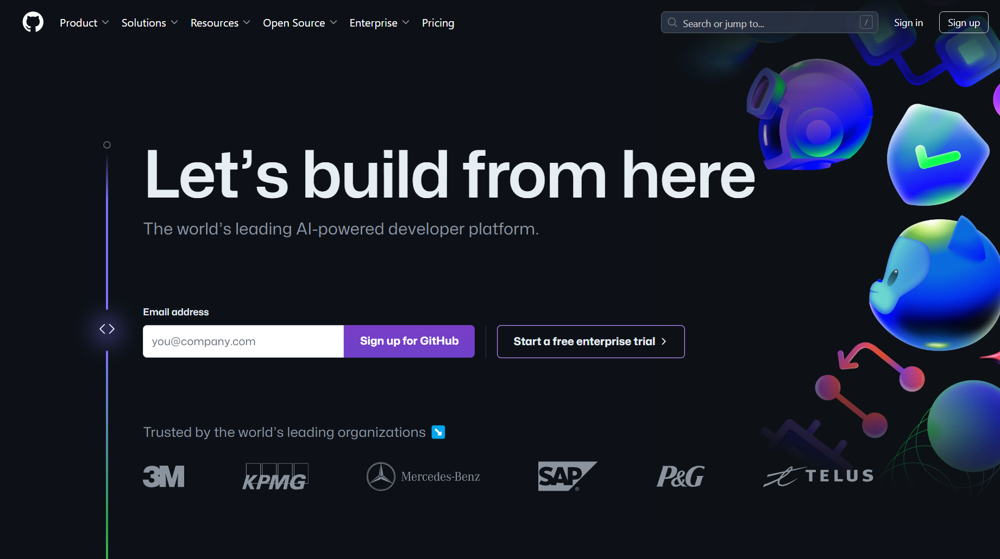 Product Solutions Resources Open Source Enterprise Pricing Search or jump to... / Sign in Sign up
Let’s build from here
The world’s leading AI-powered developer platform.
Email address
you@company.com Sign up for GitHub Start a free enterprise trial
Trusted by the world’s leading organizations
3M KPMG Mercedes-Benz SAP® P&G TELUS